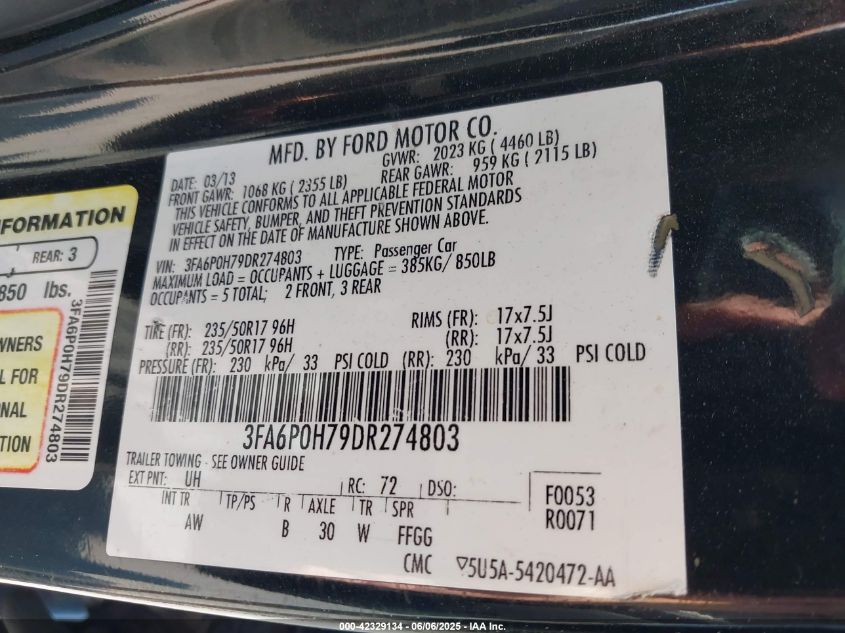 MFD. BY FORD MOTOR CO.
DATE: 03/13 GVWR: 2023 KG ( 4460 LB)
FRONT GAWR: 1068 KG ( 2355 LB) REAR GAWR: 959 KG ( 2115 LB)
THIS VEHICLE CONFORMS TO ALL APPLICABLE FEDERAL MOTOR
VEHICLE SAFETY, BUMPER, AND THEFT PREVENTION STANDARDS
IN EFFECT ON THE DATE OF MANUFACTURE SHOWN ABOVE.
VIN: 3FA6P0H79DR274803 TYPE: Passenger Car
MAXIMUM LOAD = OCCUPANTS + LUGGAGE = 385KG/ 850LB
OCCUPANTS = 5 TOTAL; 2 FRONT, 3 REAR
TIRE (FR): 235/50R17 96H RIMS (FR): 17x7.5J
(RR): 235/50R17 96H (RR): 17x7.5J
PRESSURE (FR): 230 kPa/ 33 PSI COLD (RR): 230 kPa/ 33 PSI COLD
3FA6P0H79DR274803
TRAILER TOWING - SEE OWNER GUIDE
EXT PNT: UH RC: 72 DSO: F0053
INT TR TP/PS R AXLE TR SPR R0071
AW B 30 W FFGG
CMC ▽5U5A-5420472-AA
FORMATION
REAR: 3
850 lbs.
WNERS
L FOR
ONAL
TION
3FA6P0H79DR274803
000-42329134 - 06/06/2025 - IAA Inc.